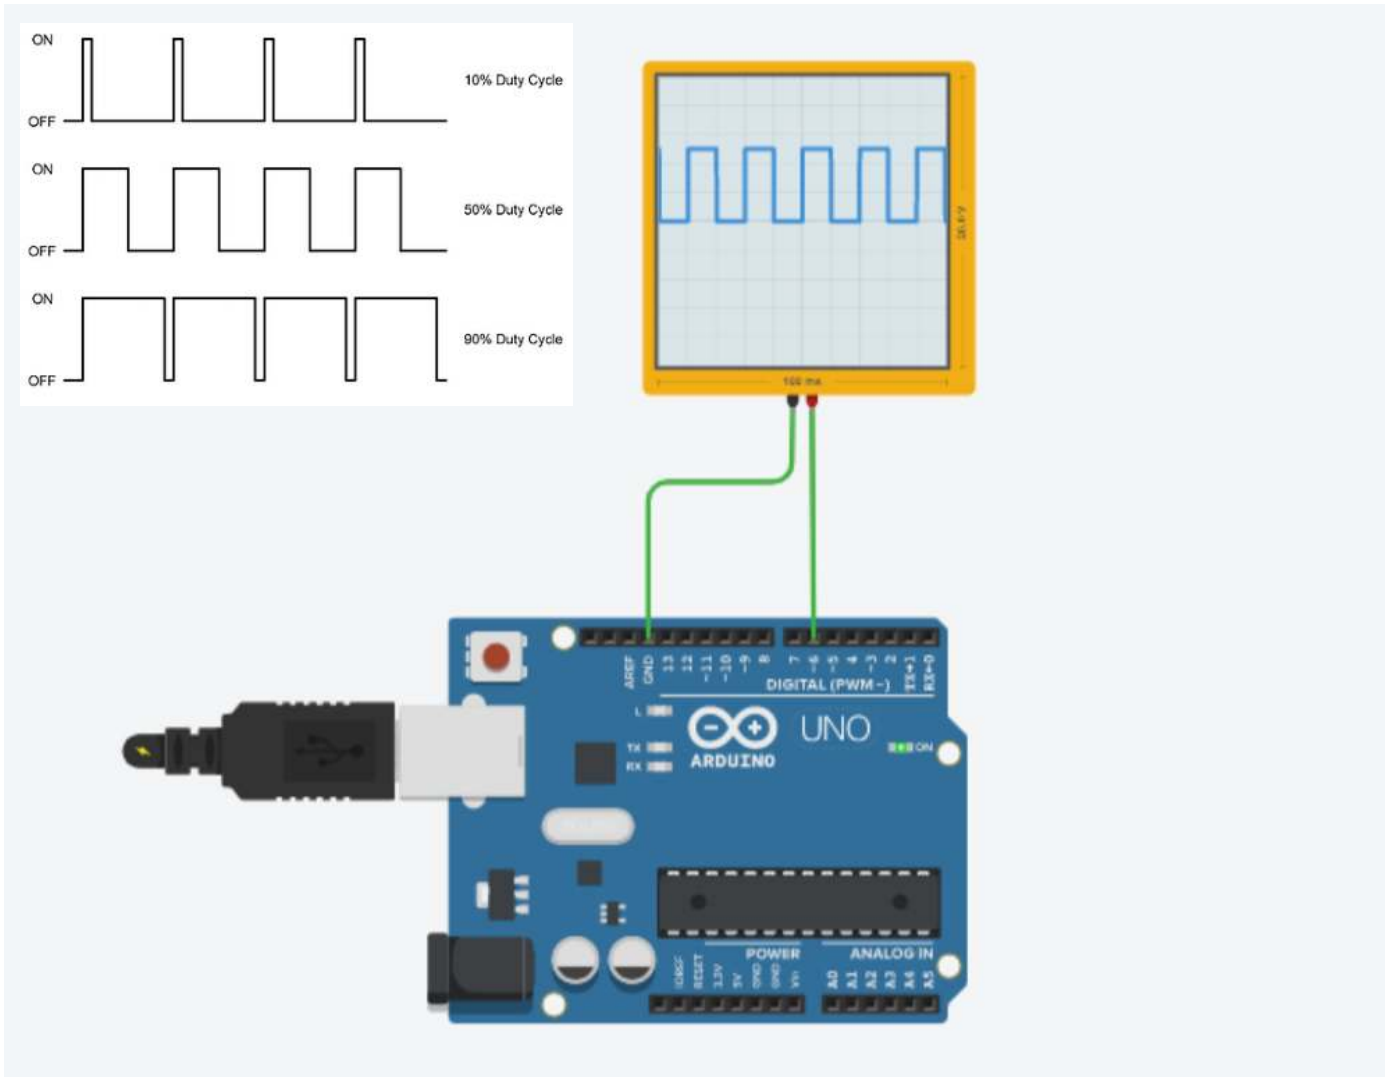 ON
10% Duty Cycle
OFF
ON
50% Duty Cycle
OFF
ON
90% Duty Cycle
OFF
AREF
GND
13
12
~11
~10
~9
8
7
~6
~5
4
~3
2
TX→1
RX←0
DIGITAL (PWM~)
L
TX
RX
UNO
ON
ARDUINO
POWER
ANALOG IN
IOREF
RESET
3.3V
5V
GND
GND
Vin
A0
A1
A2
A3
A4
A5